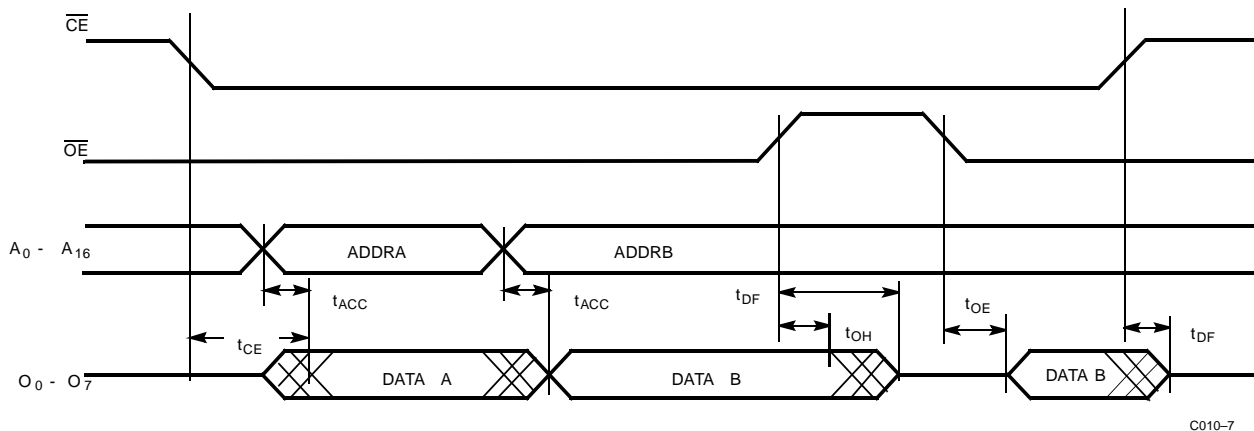 CE
OE
A0 - A16
ADDRA
ADDRB
tACC
tACC
tDF
tOE
tCE
tOH
tDF
O0 - O7
DATA A
DATA B
DATA B
C010–7